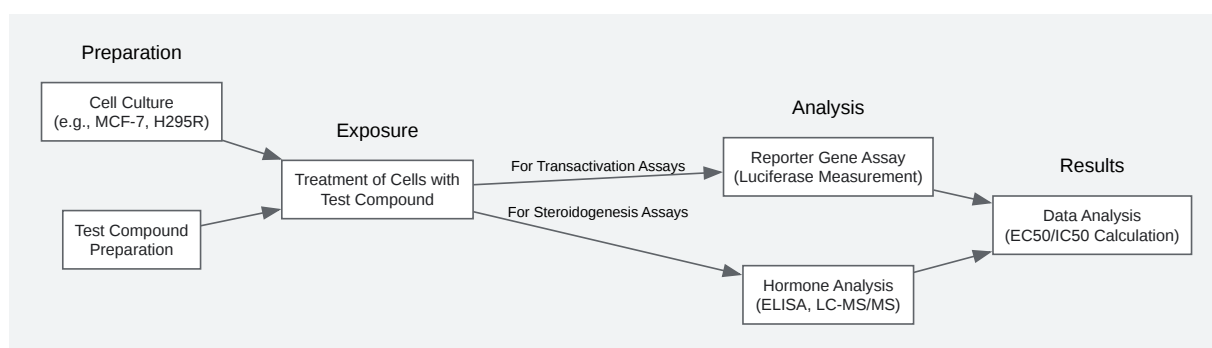 Preparation
Cell Culture
(e.g., MCF-7, H295R)
Test Compound
Preparation
Exposure
Treatment of Cells with
Test Compound
For Transactivation Assays
For Steroidogenesis Assays
Analysis
Reporter Gene Assay
(Luciferase Measurement)
Hormone Analysis
(ELISA, LC-MS/MS)
Results
Data Analysis
(EC50/IC50 Calculation)